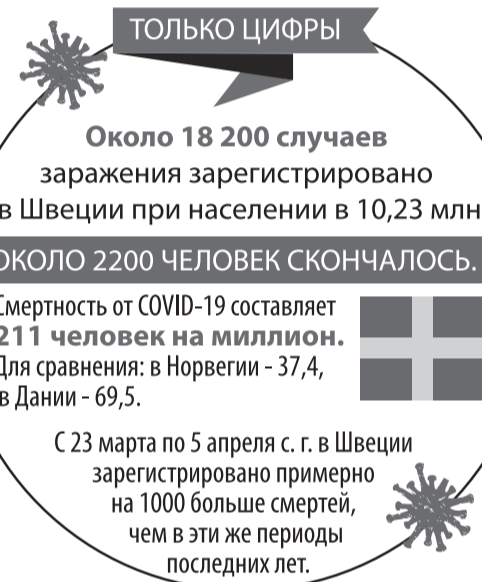 ТОЛЬКО ЦИФРЫ
Около 18 200 случаев
заражения зарегистрировано
в Швеции при населении в 10,23 млн
ОКОЛО 2200 ЧЕЛОВЕК СКОНЧАЛОСЬ.
Смертность от COVID-19 составляет
211 человек на миллион.
Для сравнения: в Норвегии - 37,4,
в Дании - 69,5.
С 23 марта по 5 апреля с. г. в Швеции
зарегистрировано примерно
на 1000 больше смертей,
чем в эти же периоды
последних лет.